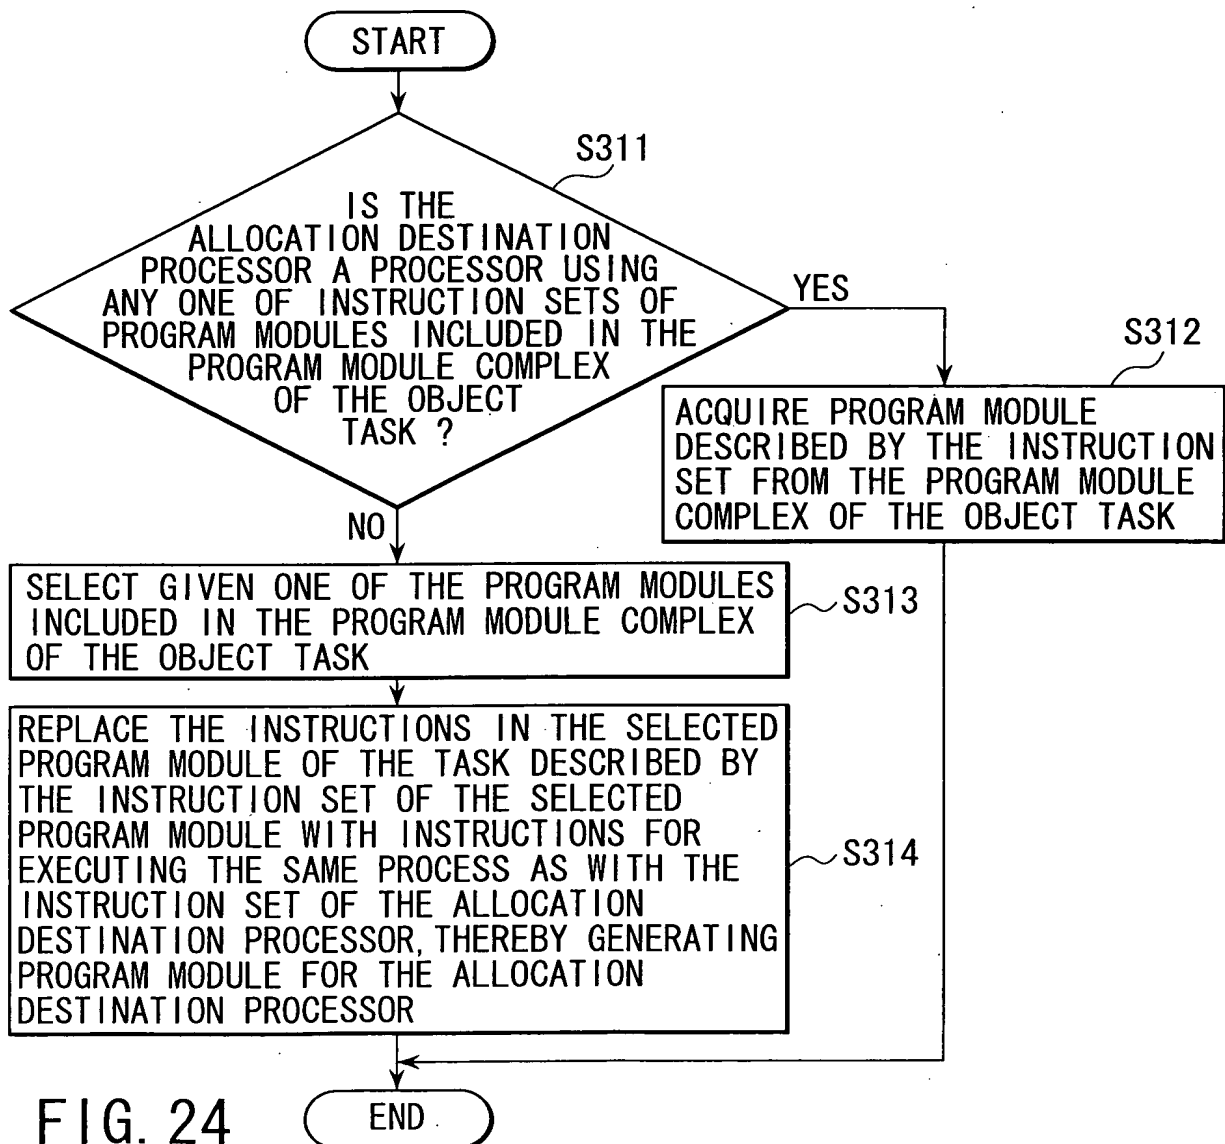 START
S311
IS THE
ALLOCATION DESTINATION
PROCESSOR A PROCESSOR USING
ANY ONE OF INSTRUCTION SETS OF
PROGRAM MODULES INCLUDED IN THE
PROGRAM MODULE COMPLEX
OF THE OBJECT
TASK ?
YES
S312
ACQUIRE PROGRAM MODULE
DESCRIBED BY THE INSTRUCTION
SET FROM THE PROGRAM MODULE
COMPLEX OF THE OBJECT TASK
NO
SELECT GIVEN ONE OF THE PROGRAM MODULES
INCLUDED IN THE PROGRAM MODULE COMPLEX
OF THE OBJECT TASK
S313
REPLACE THE INSTRUCTIONS IN THE SELECTED
PROGRAM MODULE OF THE TASK DESCRIBED BY
THE INSTRUCTION SET OF THE SELECTED
PROGRAM MODULE WITH INSTRUCTIONS FOR
EXECUTING THE SAME PROCESS AS WITH THE
INSTRUCTION SET OF THE ALLOCATION
DESTINATION PROCESSOR, THEREBY GENERATING
PROGRAM MODULE FOR THE ALLOCATION
DESTINATION PROCESSOR
S314
END
FIG. 24